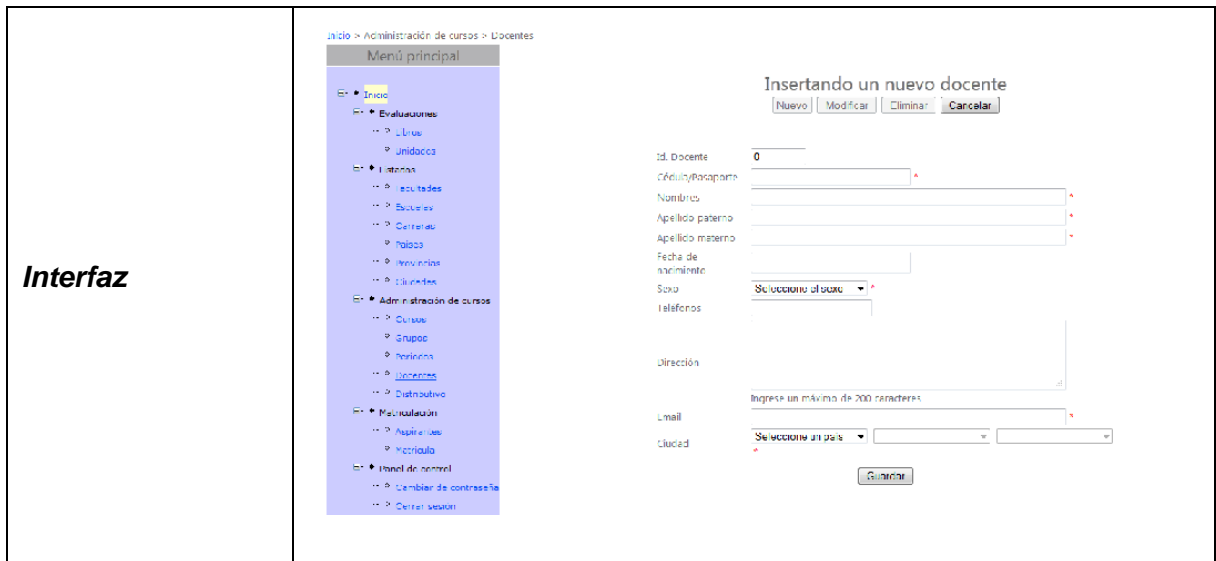 Interfaz
Inicio > Administración de cursos > Docentes
Menú principal
Inicio
Evaluaciones
Libros
Unidades
Listados
Facultades
Escuelas
Carreras
Países
Provincias
Ciudades
Administración de cursos
Cursos
Grupos
Periodos
Docentes
Distributivo
Matriculación
Aspirantes
Matrícula
Panel de control
Cambiar de contraseña
Cerrar sesión
Insertando un nuevo docente
Nuevo Modificar Eliminar Cancelar
Id. Docente 0
Cédula/Pasaporte *
Nombres *
Apellido paterno *
Apellido materno *
Fecha de
nacimiento
Sexo Seleccione el sexo *
Teléfonos
Dirección
Ingrese un máximo de 200 caracteres
Email *
Ciudad Seleccione un país
*
Guardar